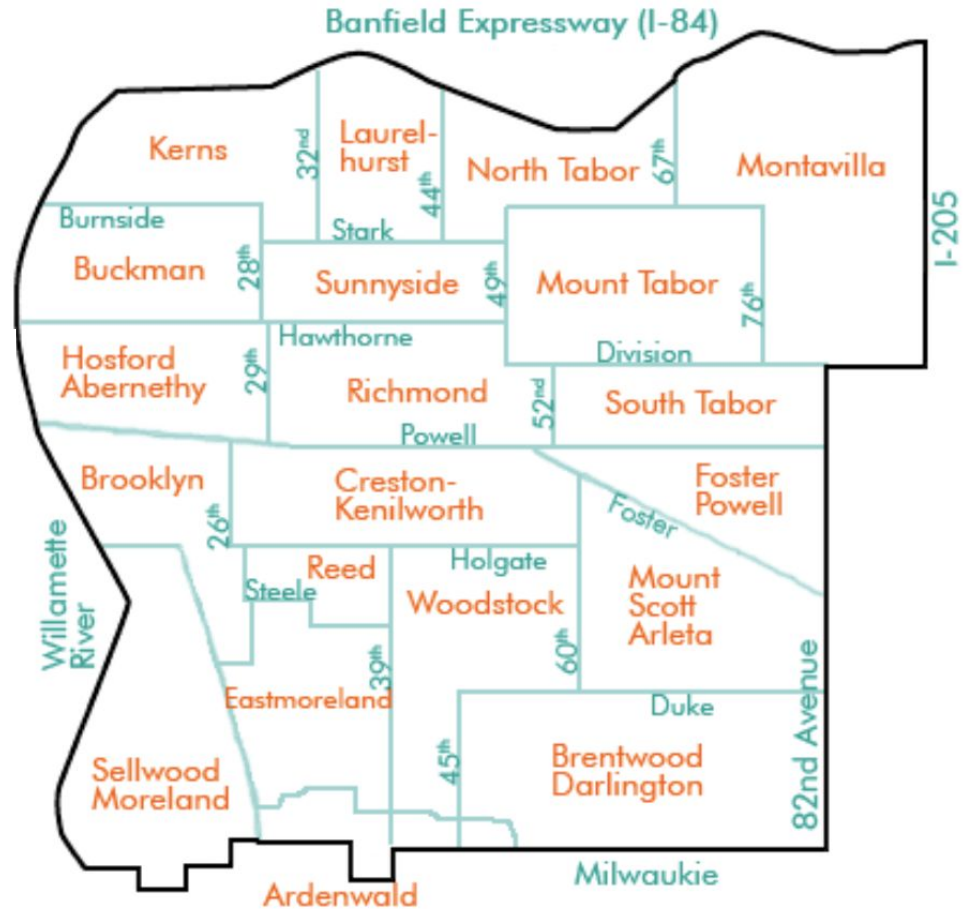 Banfield Expressway (I-84)
Kerns
32nd
Laurel-
hurst
44th
North Tabor
67th
Montavilla
I-205
Burnside
Buckman
28th
Stark
Sunnyside
49th
Mount Tabor
76th
Hosford
Abernethy
29th
Hawthorne
Richmond
Division
52nd
South Tabor
Powell
Brooklyn
26th
Creston-
Kenilworth
Foster
Foster
Powell
Willamette
River
Reed
Steele
Holgate
Woodstock
60th
Mount
Scott
Arleta
39th
Eastmoreland
Duke
82nd Avenue
Sellwood
Moreland
45th
Brentwood
Darlington
Ardenwald
Milwaukie